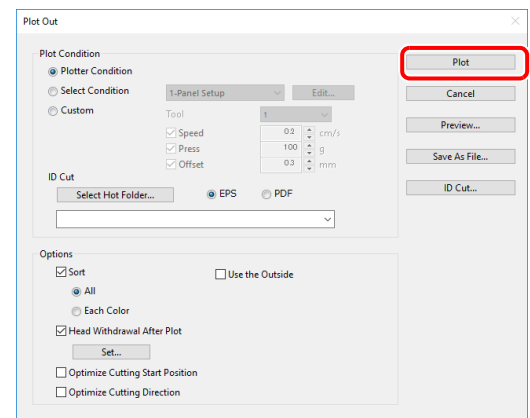 Plot Out
Plot Condition
Plotter Condition
Select Condition
1-Panel Setup
Edit...
Custom
Tool
1
Speed
0.2
cm/s
Press
100
g
Offset
0.3
mm
ID Cut
Select Hot Folder...
EPS
PDF
Plot
Cancel
Preview...
Save As File...
ID Cut...
Options
Sort
Use the Outside
All
Each Color
Head Withdrawal After Plot
Set...
Optimize Cutting Start Position
Optimize Cutting Direction